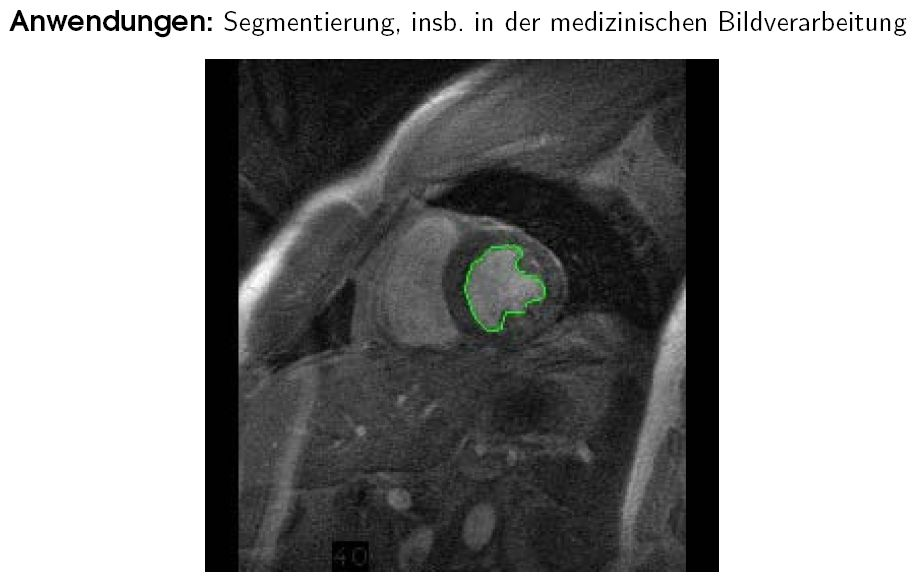 Anwendungen: Segmentierung, insb. in der medizinischen Bildverarbeitung
40